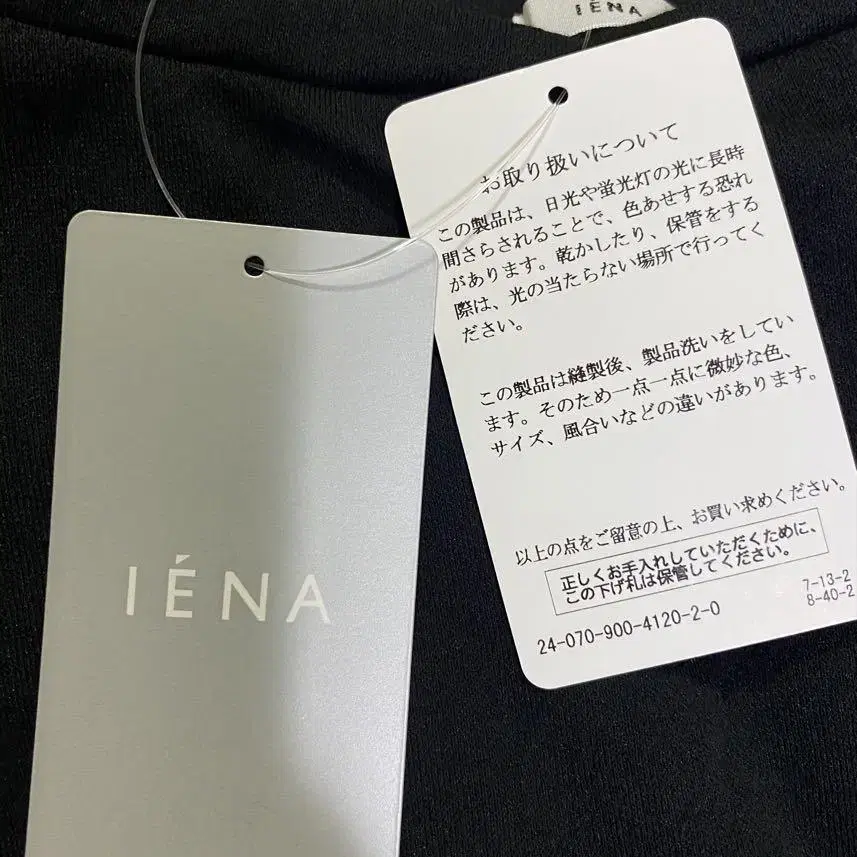 IÉNA
お取り扱いについて
この製品は、日光や蛍光灯の光に長時
間さらされることで、色あせする恐れ
があります。乾かしたり、保管をする
際は、光の当たらない場所で行ってく
ださい。
この製品は縫製後、製品洗いをしてい
ます。そのため一点一点に微妙な色、
サイズ、風合いなどの違いがあります。
以上の点をご留意の上、お買い求めください。
正しくお手入れしていただくために、
この下げ札は保管してください。
7-13-2
24-070-900-4120-2-0 8-40-2
IÉNA